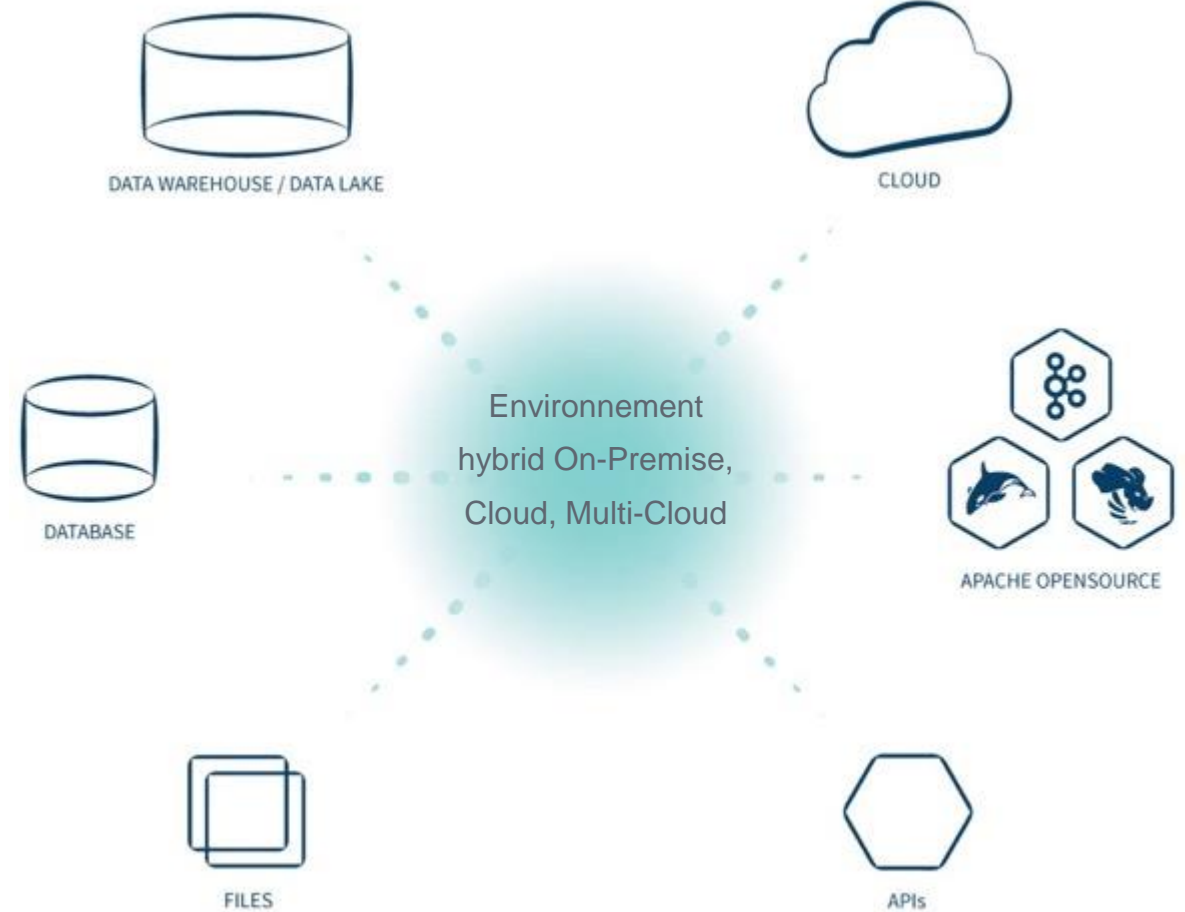 DATA WAREHOUSE / DATA LAKE
CLOUD
Environnement
hybrid On-Premise,
Cloud, Multi-Cloud
DATABASE
APACHE OPENSOURCE
FILES
APIs